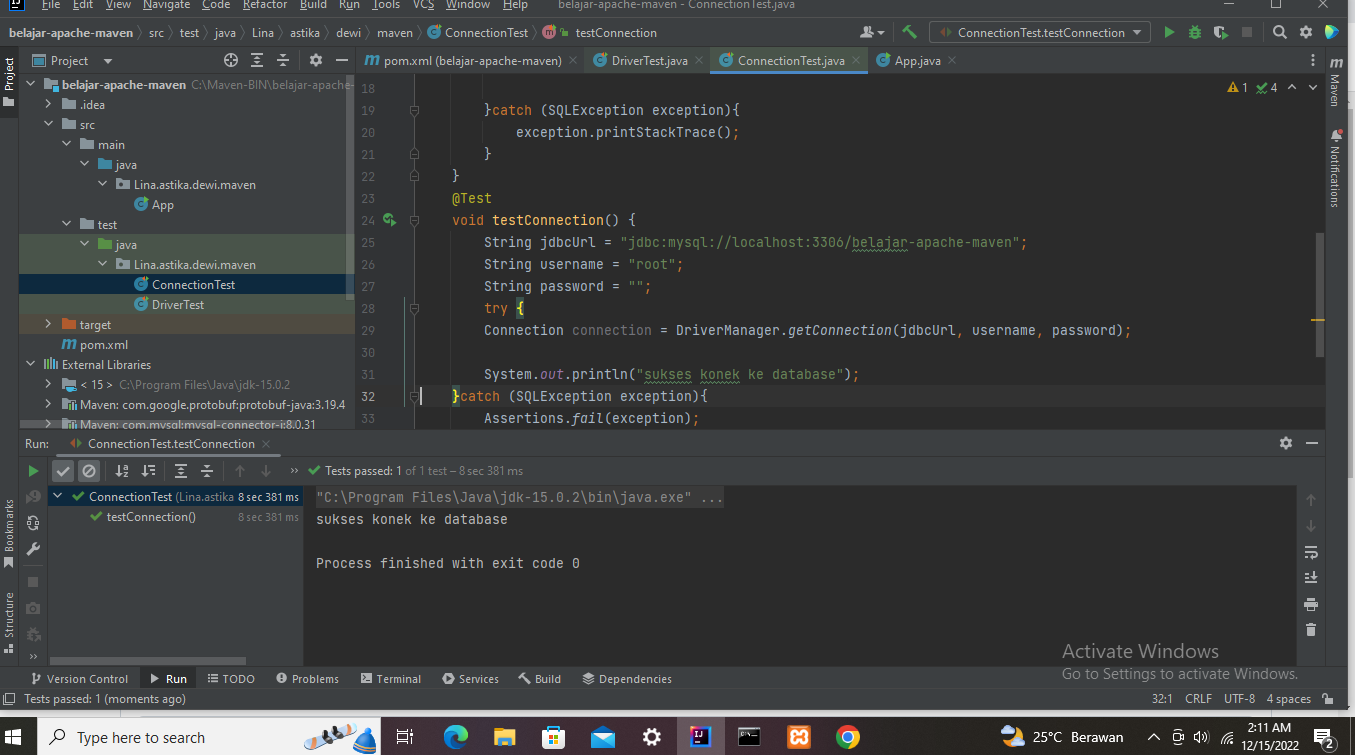 File Edit View Navigate Code Refactor Build Run Tools VCS Window Help belajar-apache-maven - ConnectionTest.java
belajar-apache-maven src test java Lina astika dewi maven ConnectionTest testConnection ConnectionTest.testConnection
Project
pom.xml (belajar-apache-maven) DriverTest.java ConnectionTest.java App.java
Project
Bookmarks
Structure
belajar-apache-maven C:\Maven-BIN\belajar-apache-
.idea
src
main
java
Lina.astika.dewi.maven
App
test
java
Lina.astika.dewi.maven
ConnectionTest
DriverTest
target
pom.xml
External Libraries
< 15 > C:\Program Files\Java\jdk-15.0.2
Maven: com.google.protobuf:protobuf-java:3.19.4
Maven: com.mysql:mysql-connector-j:8.0.31
1 4
18
19 }catch (SQLException exception){
20 exception.printStackTrace();
21 }
22 }
23 @Test
24 void testConnection() {
25 String jdbcUrl = "jdbc:mysql://localhost:3306/belajar-apache-maven";
26 String username = "root";
27 String password = "";
28 try {
29 Connection connection = DriverManager.getConnection(jdbcUrl, username, password);
30
31 System.out.println("sukses konek ke database");
32 }catch (SQLException exception){
33 Assertions.fail(exception);
Maven
Notifications
Run: ConnectionTest.testConnection
Tests passed: 1 of 1 test – 8 sec 381 ms
ConnectionTest (Lina.astika 8 sec 381 ms
testConnection() 8 sec 381 ms
"C:\Program Files\Java\jdk-15.0.2\bin\java.exe" ...
sukses konek ke database
Process finished with exit code 0
Activate Windows
Go to Settings to activate Windows.
Version Control Run TODO Problems Terminal Services Build Dependencies
Tests passed: 1 (moments ago) 32:1 CRLF UTF-8 4 spaces
Type here to search
25°C Berawan
2:11 AM
12/15/2022
2